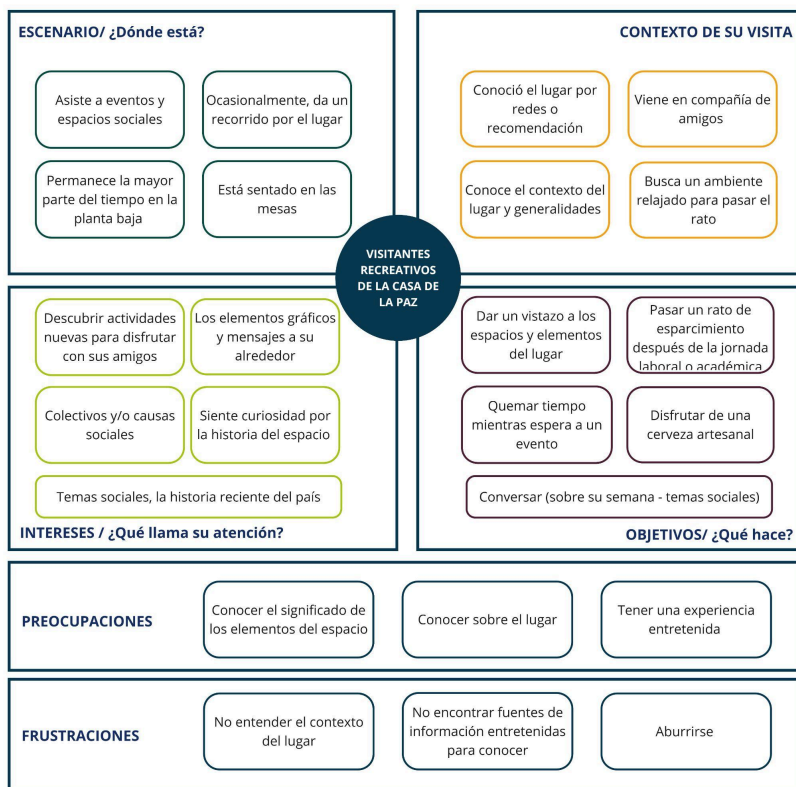 ESCENARIO/ ¿Dónde está?
Asiste a eventos y
espacios sociales
Ocasionalmente, da un
recorrido por el lugar
Permanece la mayor
parte del tiempo en la
planta baja
Está sentado en las
mesas
CONTEXTO DE SU VISITA
Conoció el lugar por
redes o
recomendación
Viene en compañía de
amigos
Conoce el contexto del
lugar y generalidades
Busca un ambiente
relajado para pasar el
rato
VISITANTES
RECREATIVOS
DE LA CASA DE
LA PAZ
Descubrir actividades
nuevas para disfrutar
con sus amigos
Los elementos gráficos
y mensajes a su
alrededor
Colectivos y/o causas
sociales
Siente curiosidad por
la historia del espacio
Temas sociales, la historia reciente del país
INTERESES / ¿Qué llama su atención?
Dar un vistazo a los
espacios y elementos
del lugar
Pasar un rato de
esparcimiento
después de la jornada
laboral o académica
Quemar tiempo
mientras espera a un
evento
Disfrutar de una
cerveza artesanal
Conversar (sobre su semana - temas sociales)
OBJETIVOS/ ¿Qué hace?
PREOCUPACIONES
Conocer el significado de
los elementos del espacio
Conocer sobre el lugar
Tener una experiencia
entretenida
FRUSTRACIONES
No entender el contexto
del lugar
No encontrar fuentes de
información entretenidas
para conocer
Aburrirse